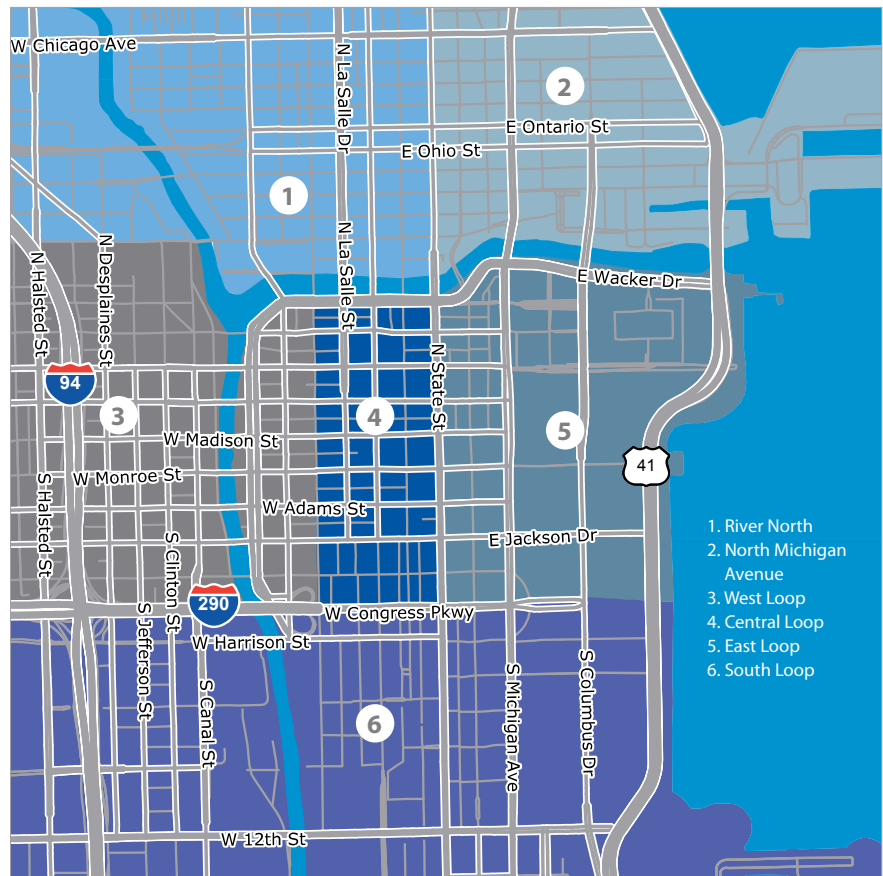 W Chicago Ave
N La Salle Dr
2
E Ontario St
E Ohio St
1
N La Salle St
N Halsted St
N Desplaines St
E Wacker Dr
N State St
94
3
4
5
W Madison St
W Monroe St
41
S Halsted St
W Adams St
E Jackson Dr
S Clinton St
290
W Congress Pkwy
W Harrison St
S Jefferson St
S Canal St
S Michigan Ave
S Columbus Dr
6
W 12th St
1. River North
2. North Michigan
Avenue
3. West Loop
4. Central Loop
5. East Loop
6. South Loop